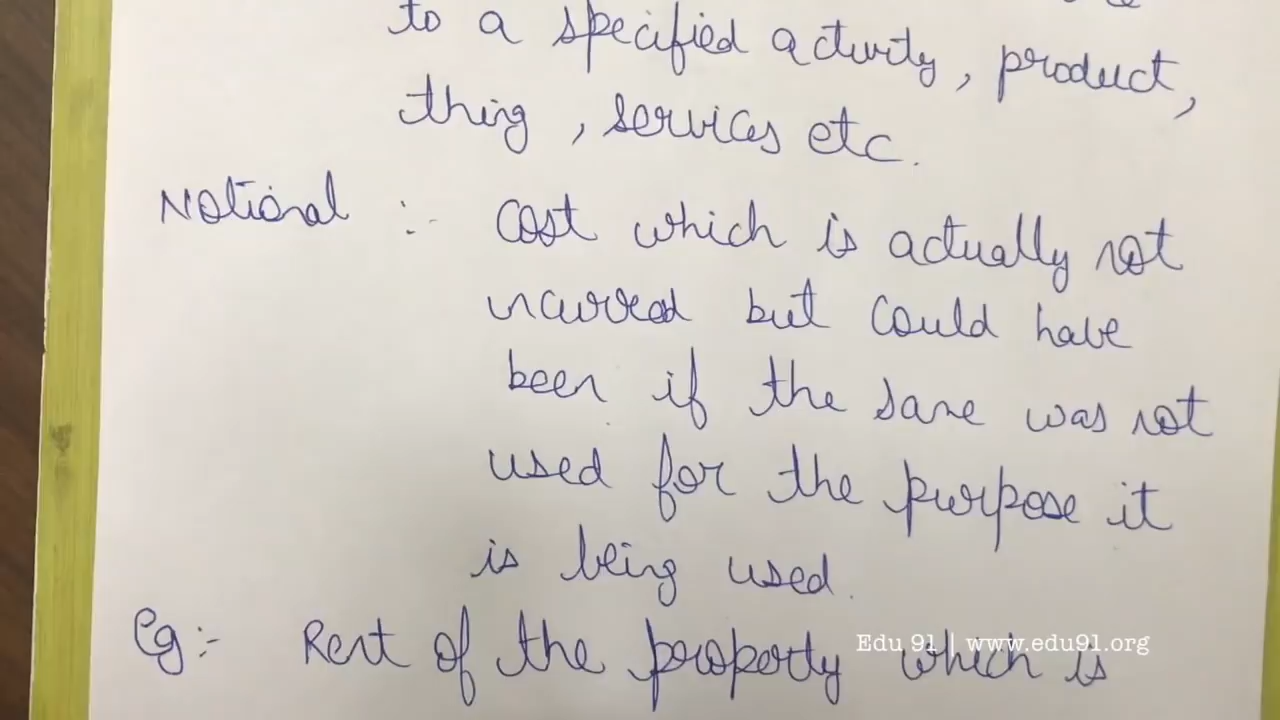 to a specified activity, product,
thing, services etc.
Notional :- Cost which is actually not
incurred but could have
been if the same was not
used for the purpose it
is being used.
Eg:- Rent of the property which is
Edu 91 | www.edu91.org